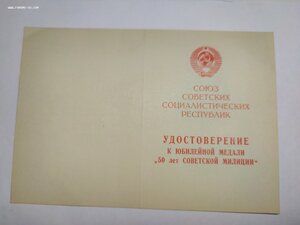 СОЮЗ
СОВЕТСКИХ
СОЦИАЛИСТИЧЕСКИХ
РЕСПУБЛИК
УДОСТОВЕРЕНИЕ
К ЮБИЛЕЙНОЙ МЕДАЛИ
„50 лет СОВЕТСКОЙ МИЛИЦИИ“